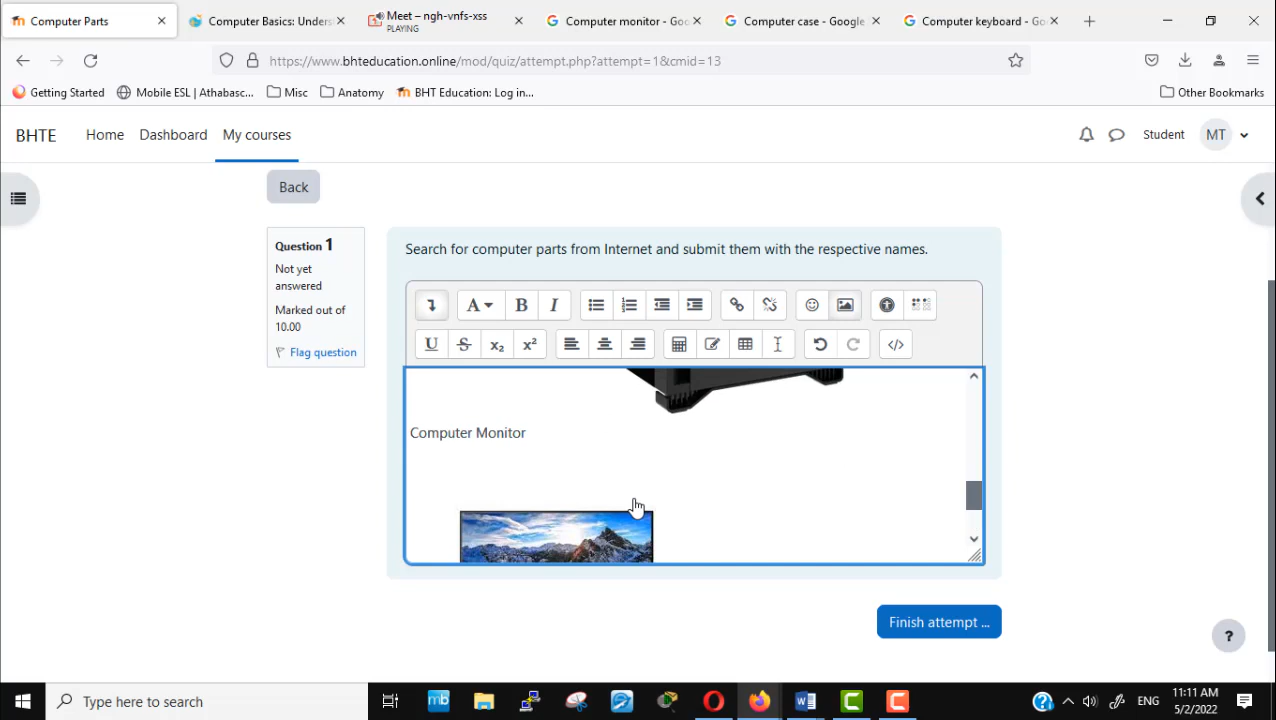 Computer Parts
Computer Basics: Unders
Meet – ngh-vnfs-xss
PLAYING
Computer monitor - Goo
Computer case - Google
Computer keyboard - Go
https://www.bhteducation.online/mod/quiz/attempt.php?attempt=1&cmid=13
Getting Started
Mobile ESL | Athabasc...
Misc
Anatomy
BHT Education: Log in...
Other Bookmarks
BHTE
Home
Dashboard
My courses
Student
MT
Back
Question 1
Not yet
answered
Marked out of
10.00
Flag question
Search for computer parts from Internet and submit them with the respective names.
A
B
I
U
S
x₂
x²
</>
Computer Monitor
Finish attempt ...
?
Type here to search
mb
ENG
11:11 AM
5/2/2022